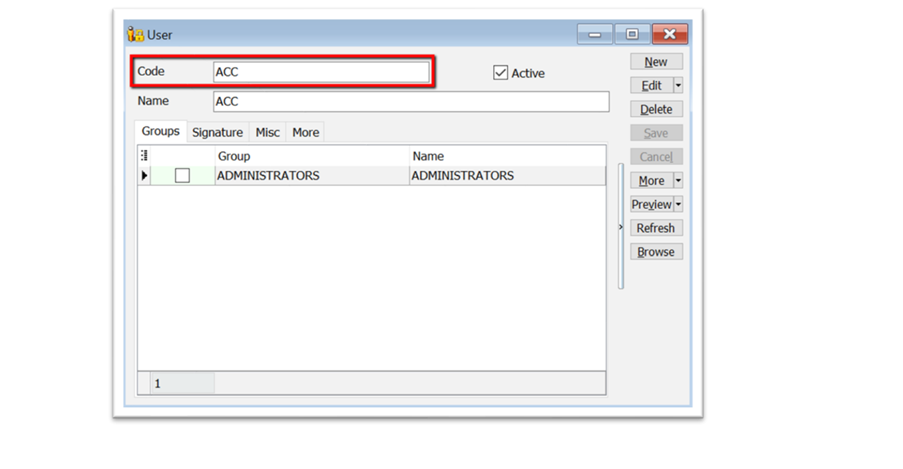 User
Code ACC Active
Name ACC
Groups Signature Misc More
Group Name
ADMINISTRATORS ADMINISTRATORS
1
New
Edit
Delete
Save
Cancel
More
Preview
Refresh
Browse